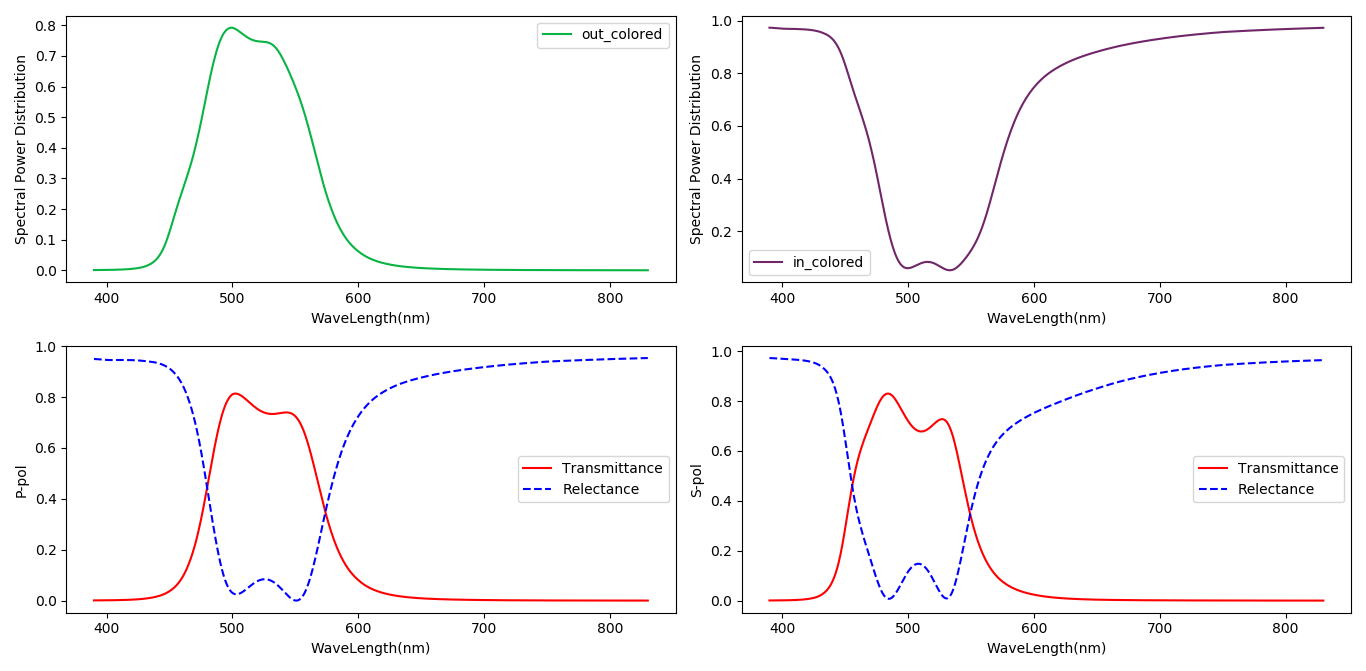 Spectral Power Distribution
0.8
0.7
0.6
0.5
0.4
0.3
0.2
0.1
0.0
out_colored
400 500 600 700 800
WaveLength(nm)
Spectral Power Distribution
1.0
0.8
0.6
0.4
0.2
in_colored
400 500 600 700 800
WaveLength(nm)
P-pol
1.0
0.8
0.6
0.4
0.2
0.0
Transmittance
Relectance
400 500 600 700 800
WaveLength(nm)
S-pol
1.0
0.8
0.6
0.4
0.2
0.0
Transmittance
Relectance
400 500 600 700 800
WaveLength(nm)